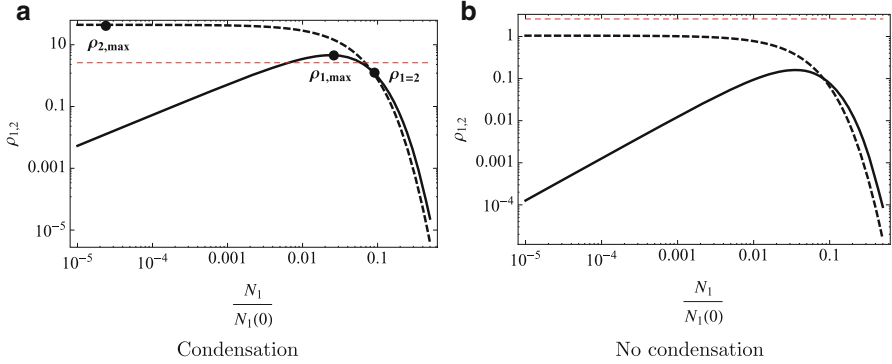 a
ρ1,2
10
0.1
0.001
10⁻⁵
ρ2,max
ρ1,max
ρ1=2
10⁻⁵ 10⁻⁴ 0.001 0.01 0.1
N1
N1(0)
Condensation
b
ρ1,2
1
0.1
0.01
0.001
10⁻⁴
10⁻⁵ 10⁻⁴ 0.001 0.01 0.1
N1
N1(0)
No condensation